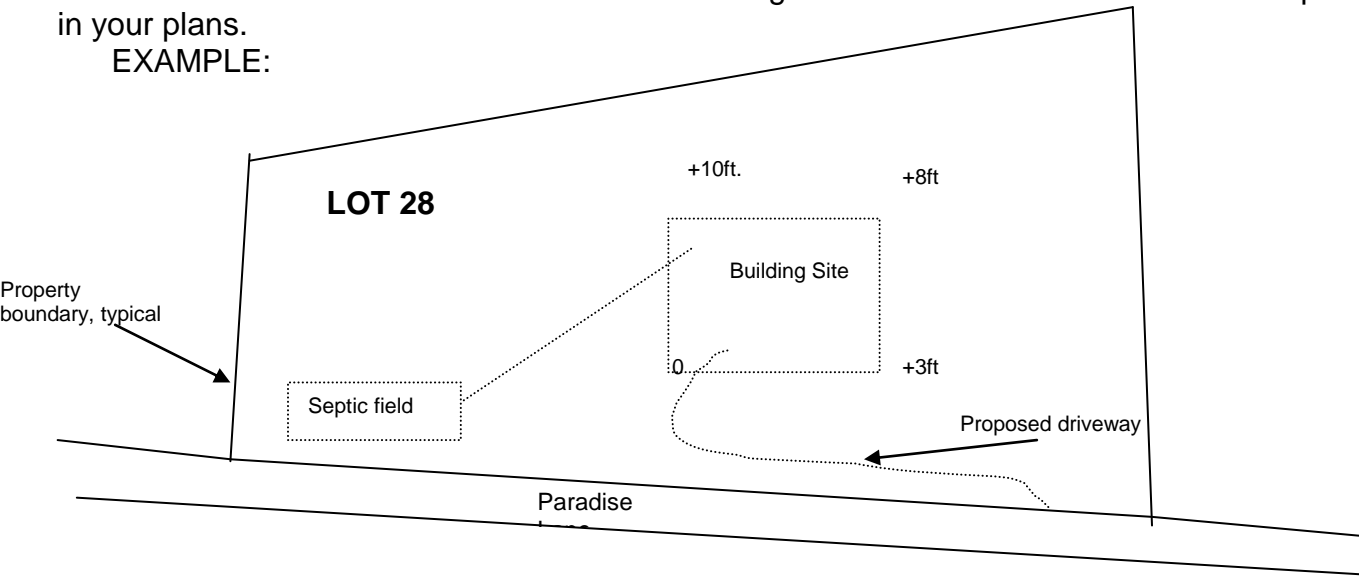 in your plans.
EXAMPLE:
+10ft.
+8ft
LOT 28
Building Site
Property
boundary, typical
0
+3ft
Septic field
Proposed driveway
Paradise